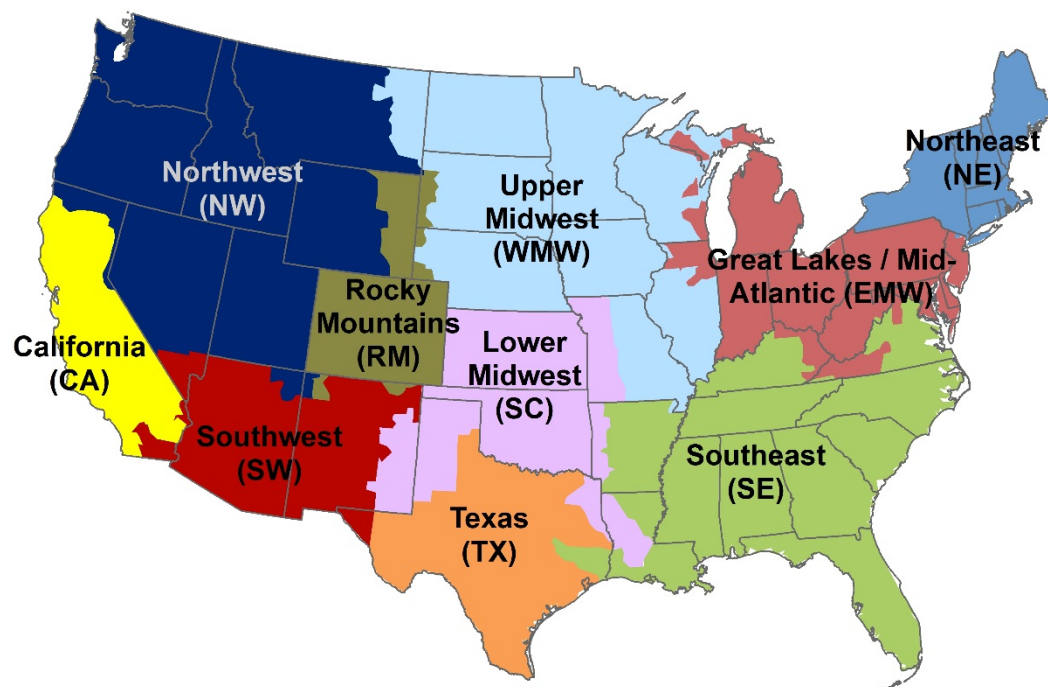 Northeast
(NE)
Northwest
(NW)
Upper
Midwest
(WMW)
Great Lakes / Mid-
Atlantic (EMW)
Rocky
Mountains
(RM)
California
(CA)
Lower
Midwest
(SC)
Southwest
(SW)
Southeast
(SE)
Texas
(TX)